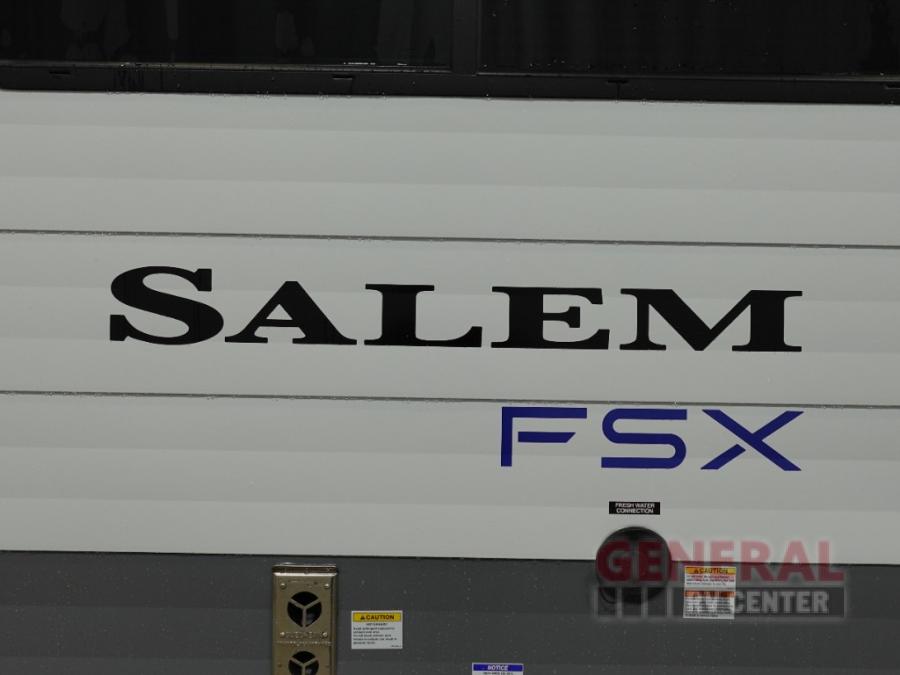 SALEM
FSX
FRESH WATER
CONNECTION
GENERAL
RV CENTER
CAUTION
CAUTION
NOTICE